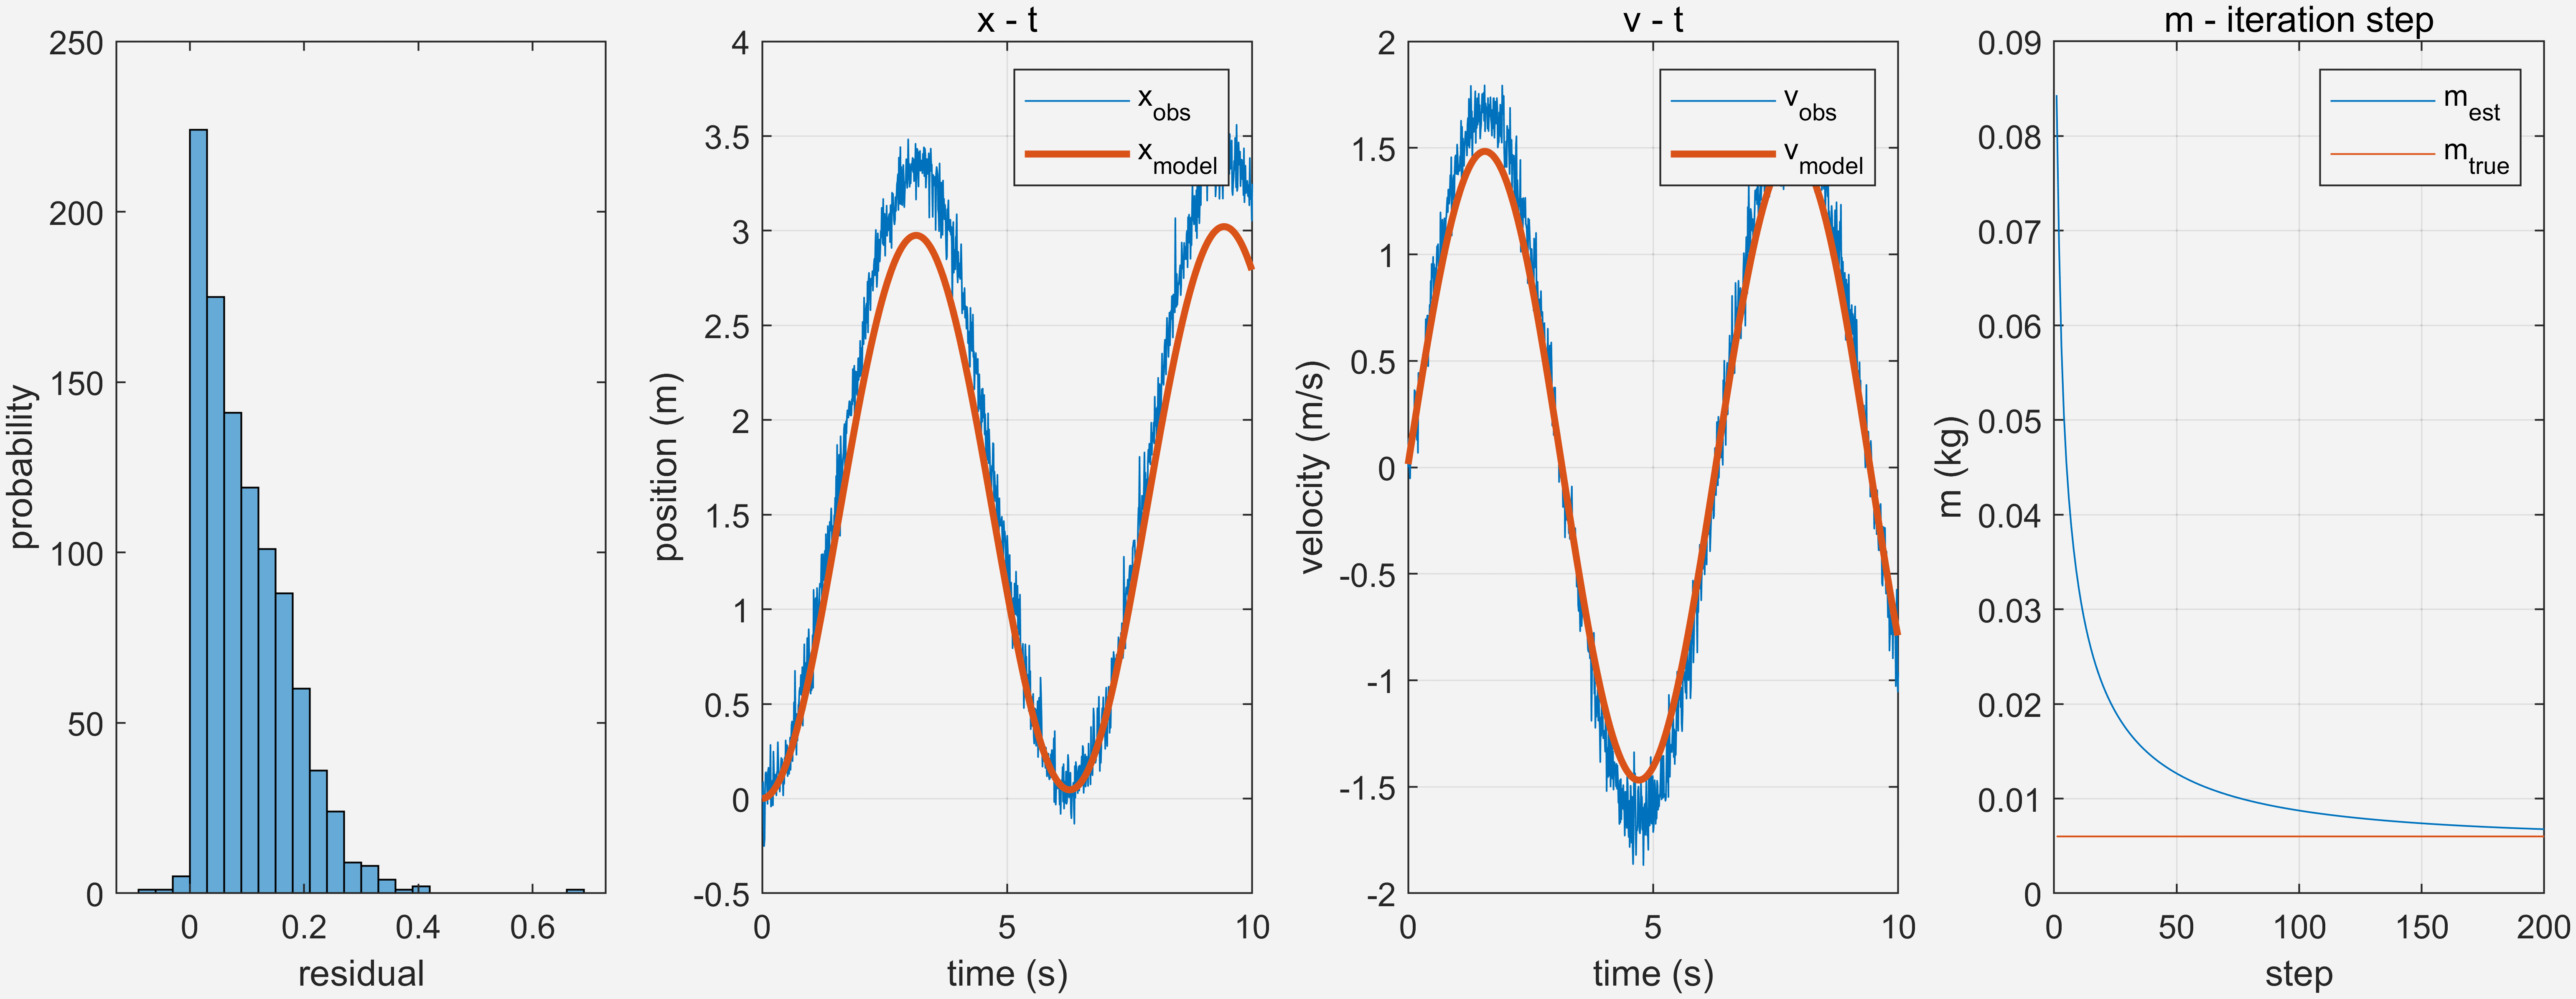 250
200
150
100
50
0
probability
0
0.2
0.4
0.6
residual
x - t
4
3.5
3
2.5
2
1.5
1
0.5
0
-0.5
position (m)
0
5
10
time (s)
x_obs
x_model
v - t
2
1.5
1
0.5
0
-0.5
-1
-1.5
-2
velocity (m/s)
0
5
10
time (s)
v_obs
v_model
m - iteration step
0.09
0.08
0.07
0.06
0.05
0.04
0.03
0.02
0.01
0
m (kg)
0
50
100
150
200
step
m_est
m_true